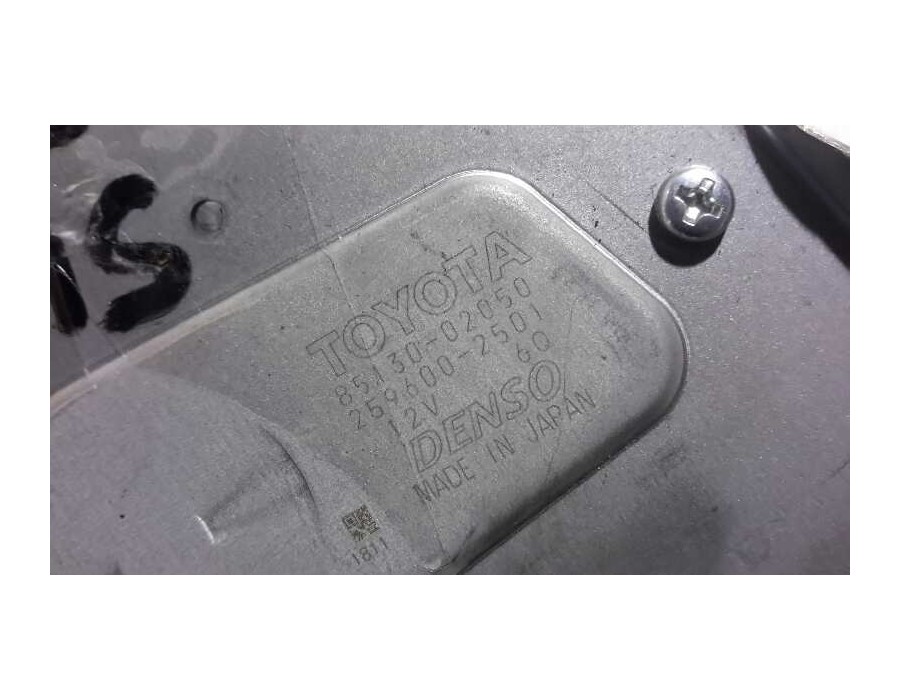 TOYOTA
85130-02050
259600-2501
12V 6Q
DENSO
MADE IN JAPAN
1811